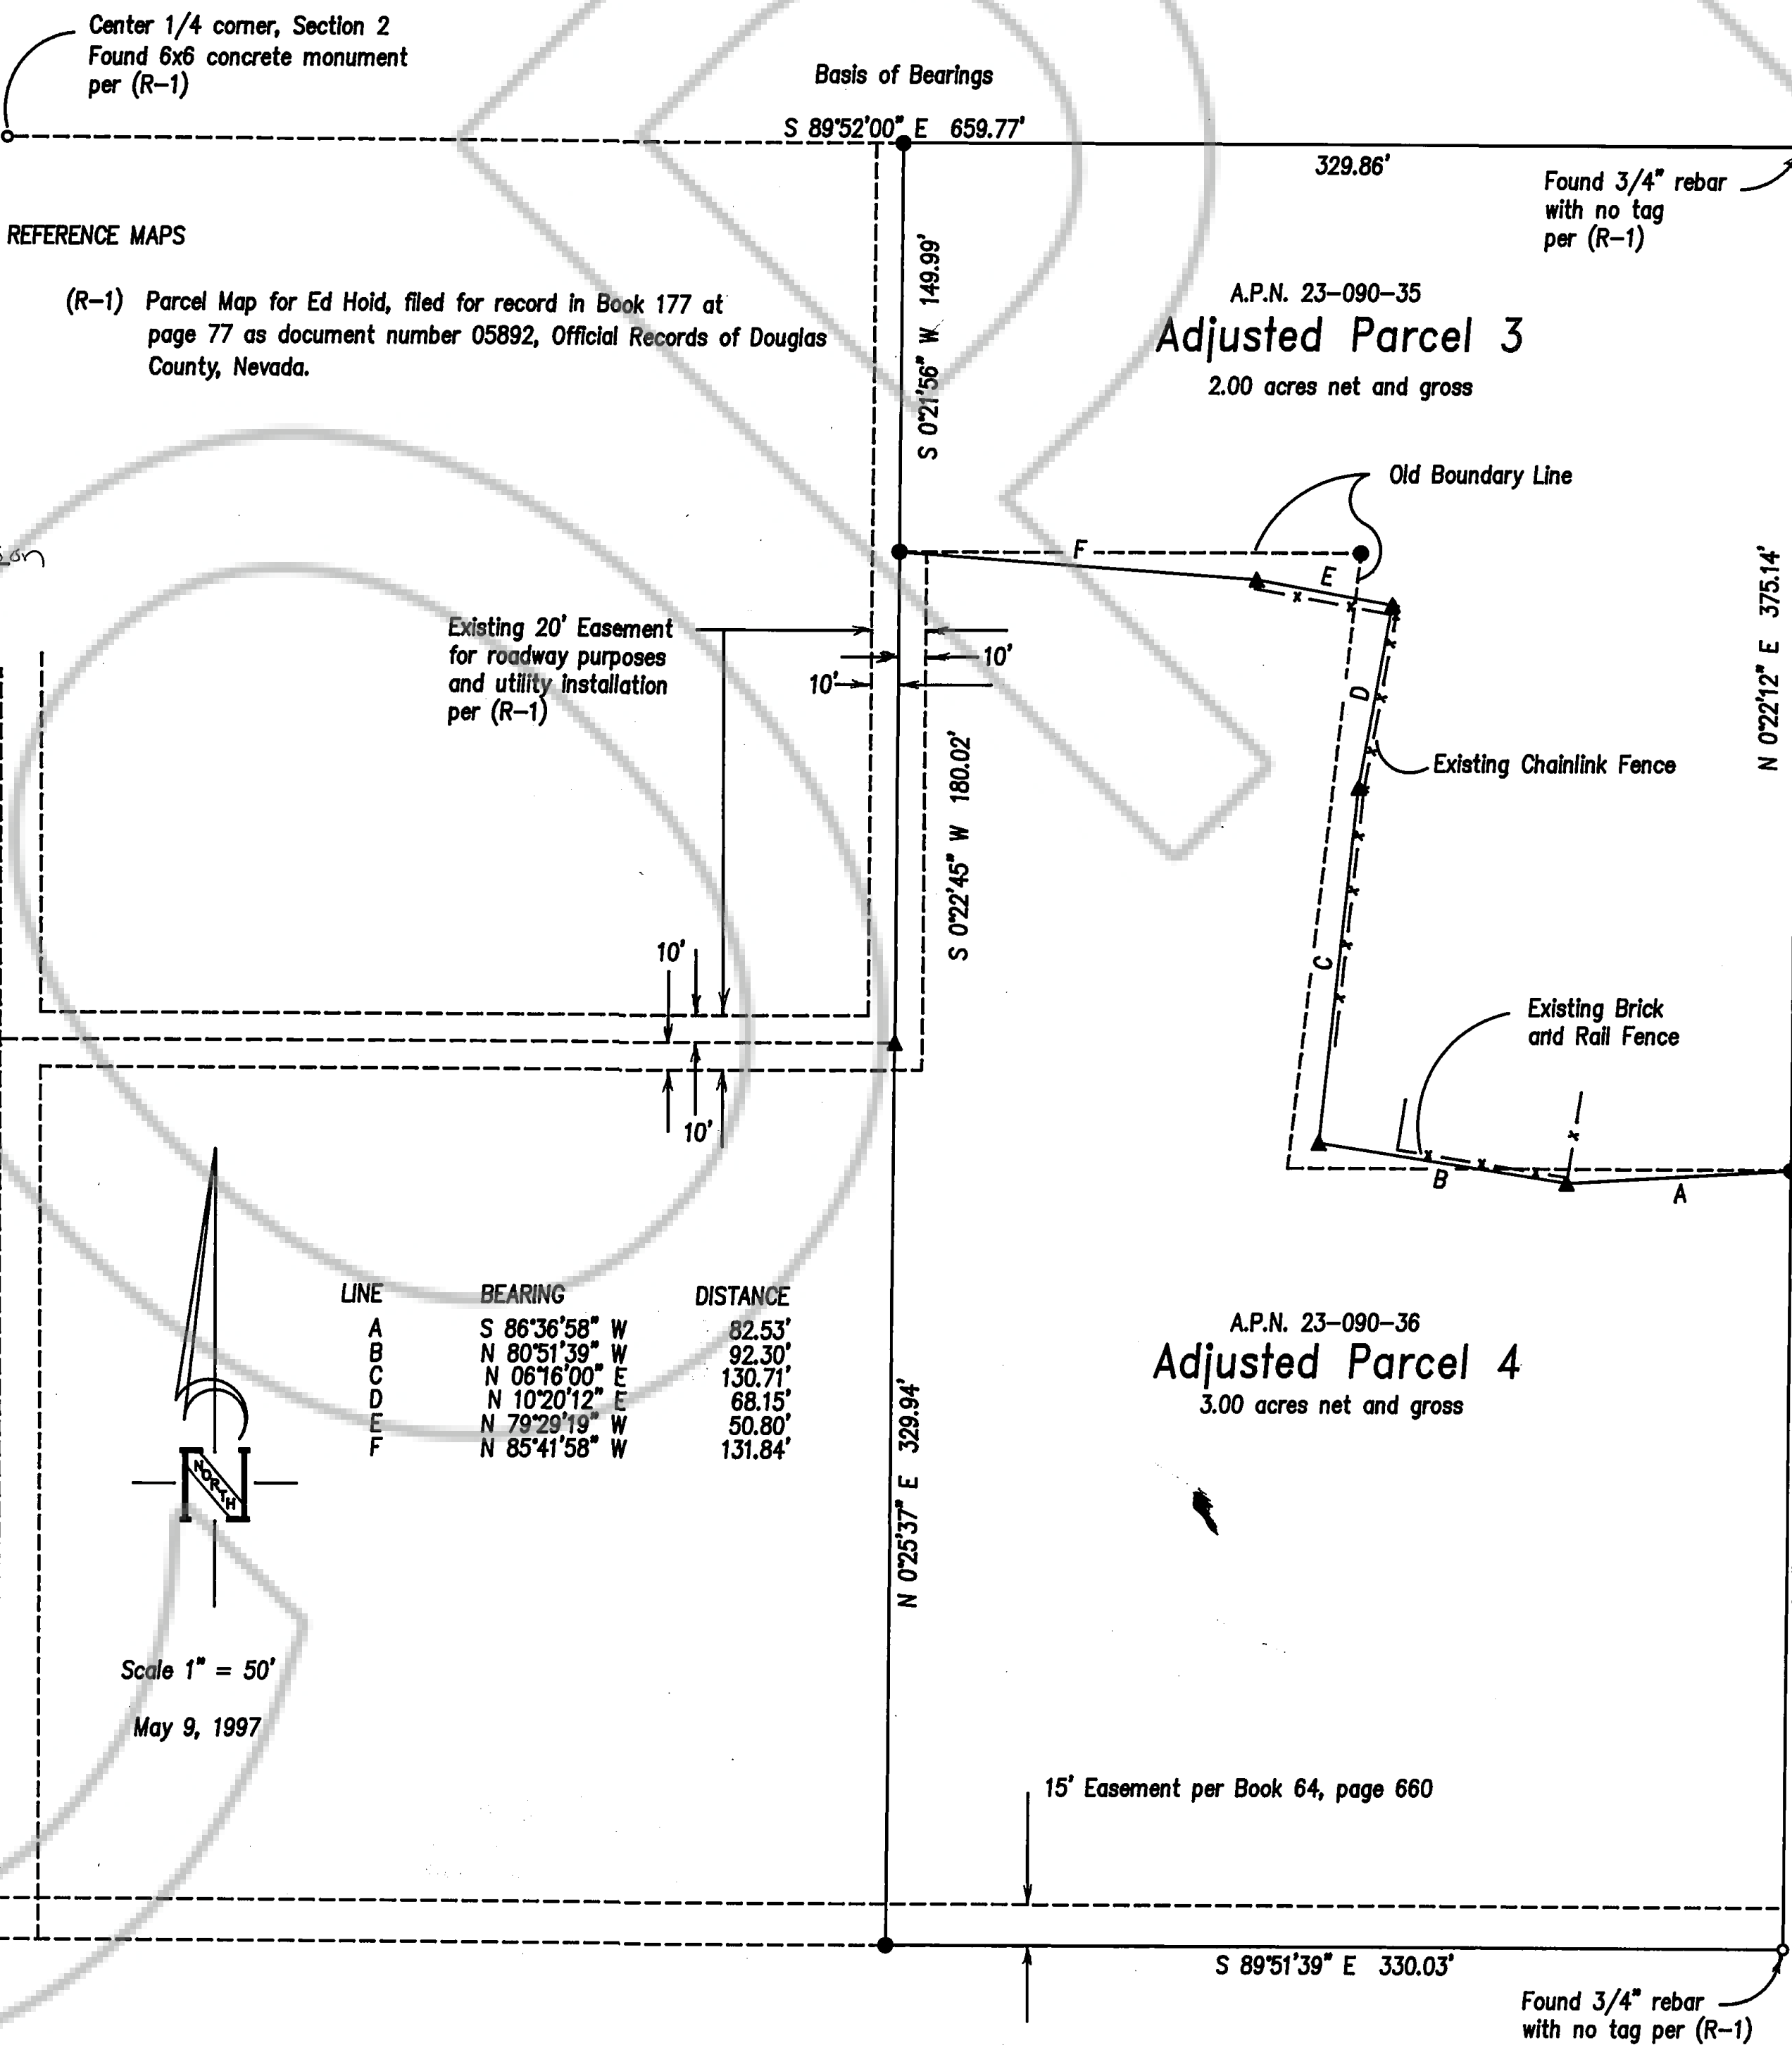 Center 1/4 corner, Section 2
Found 6x6 concrete monument
per (R-1)
Basis of Bearings
S 89°52'00" E 659.77'
329.86'
Found 3/4" rebar
with no tag
per (R-1)
REFERENCE MAPS
(R-1) Parcel Map for Ed Hoid, filed for record in Book 177 at
page 77 as document number 05892, Official Records of Douglas
County, Nevada.
S 0°21'56" W 149.99'
A.P.N. 23-090-35
Adjusted Parcel 3
2.00 acres net and gross
Old Boundary Line
F
E
N 0°22'12" E 375.14'
Existing 20' Easement
for roadway purposes
and utility installation
per (R-1)
10'
10'
D
Existing Chainlink Fence
S 0°22'45" W 180.02'
C
10'
10'
Existing Brick
and Rail Fence
B
A
LINE BEARING DISTANCE
A S 86°36'58" W 82.53'
B N 80°51'39" W 92.30'
C N 06°16'00" E 130.71'
D N 10°20'12" E 68.15'
E N 79°29'19" W 50.80'
F N 85°41'58" W 131.84'
A.P.N. 23-090-36
Adjusted Parcel 4
3.00 acres net and gross
N 0°25'37" E 329.94'
NORTH
Scale 1" = 50'
May 9, 1997
15' Easement per Book 64, page 660
S 89°51'39" E 330.03'
Found 3/4" rebar
with no tag per (R-1)